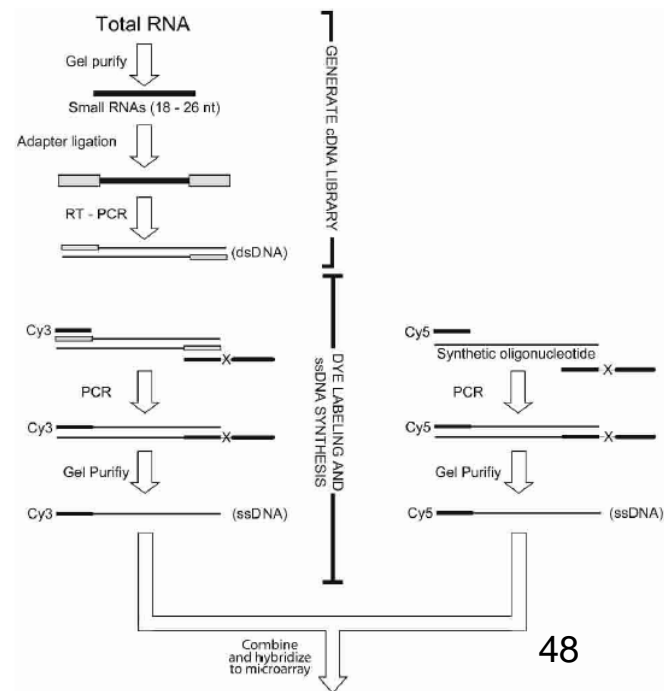 Total RNA
Gel purify
Small RNAs (18 - 26 nt)
Adapter ligation
RT - PCR
(dsDNA)
GENERATE cDNA LIBRARY
Cy3
X
PCR
Cy3
X
Gel Purifiy
Cy3
(ssDNA)
DYE LABELING AND
ssDNA SYNTHESIS
Cy5
Synthetic oligonucleotide
X
PCR
Cy5
X
Gel Purifiy
Cy5
(ssDNA)
Combine
and hybridize
to microarray
48